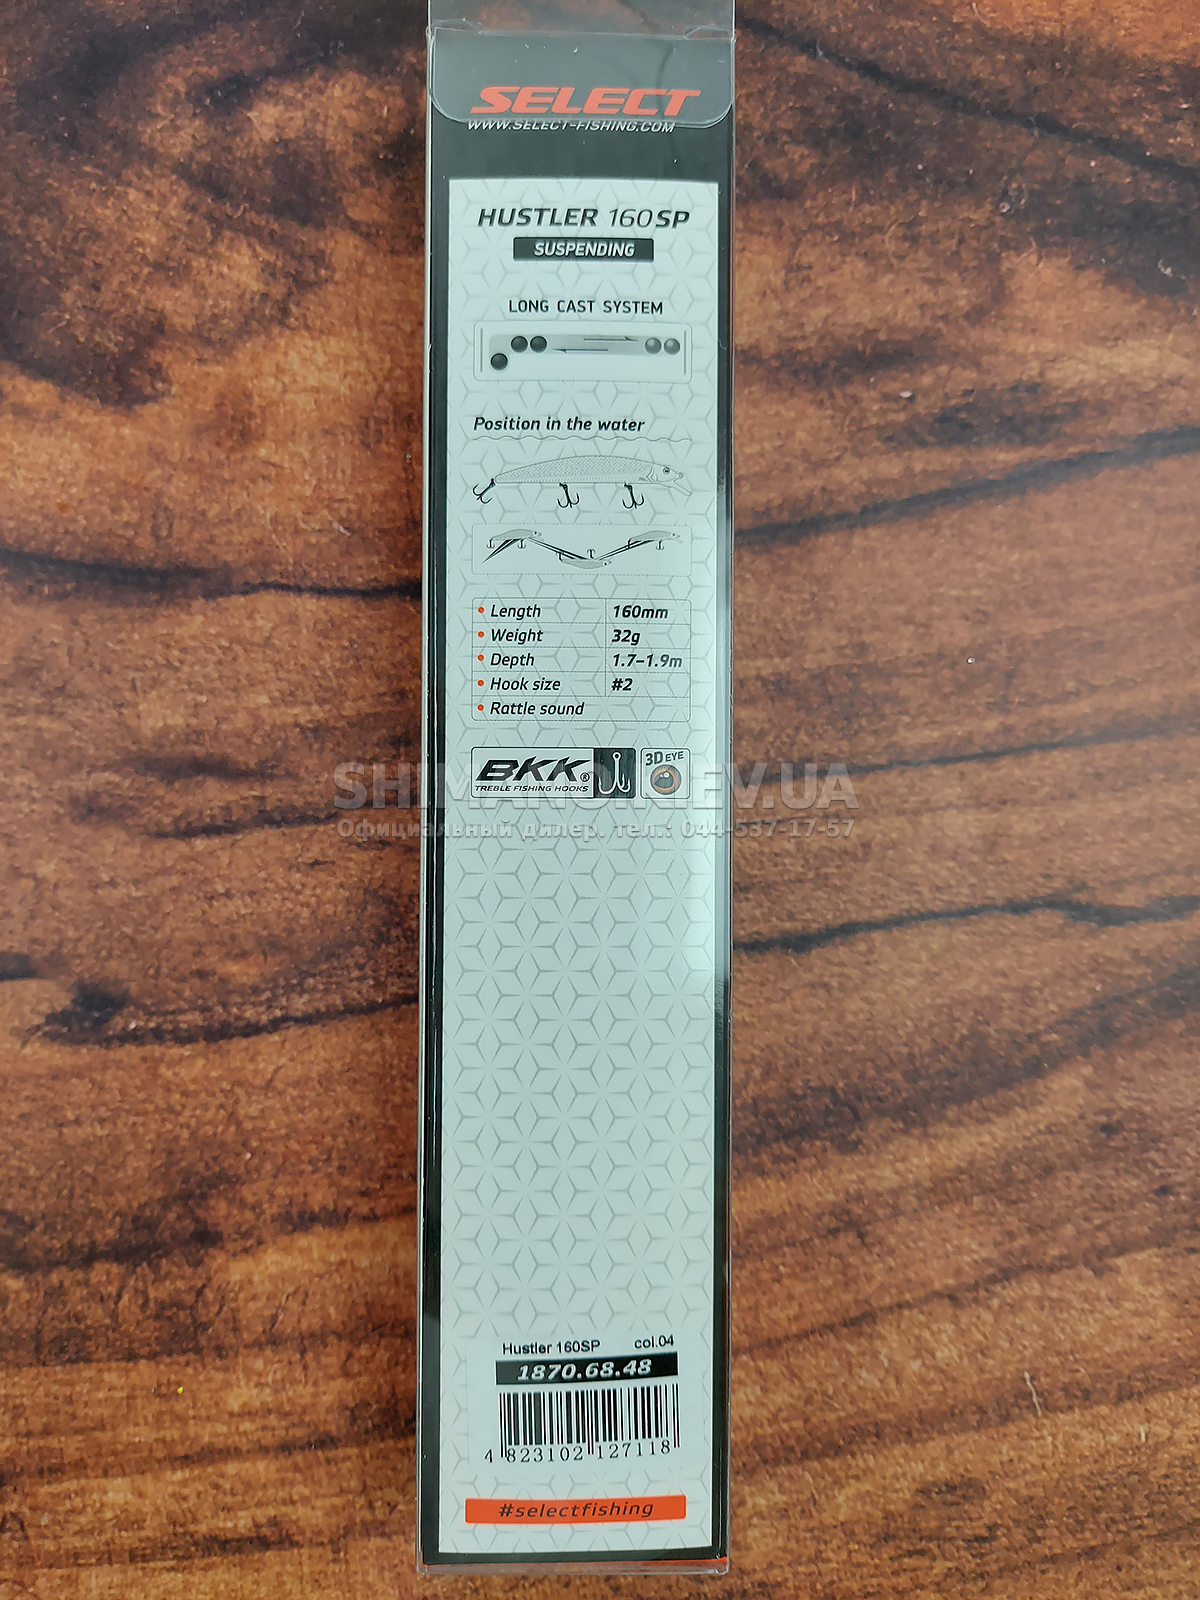 SELECT
WWW.SELECT-FISHING.COM
HUSTLER 160SP
SUSPENDING
LONG CAST SYSTEM
Position in the water
• Length 160mm
• Weight 32g
• Depth 1.7–1.9m
• Hook size #2
• Rattle sound
BKK®
TREBLE FISHING HOOKS
3D EYE
SHIMANO.KIEV.UA
Официальный дилер. тел.: 044-537-17-57
Hustler 160SP col.04
1870.68.48
4 823102 127118
#selectfishing